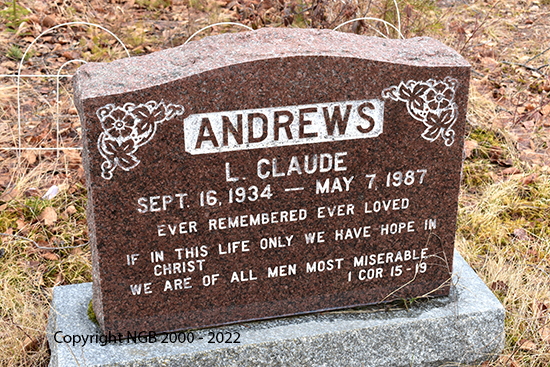 ANDREWS
L. CLAUDE
SEPT. 16, 1934 — MAY 7, 1987
EVER REMEMBERED EVER LOVED
IF IN THIS LIFE ONLY WE HAVE HOPE IN
CHRIST
WE ARE OF ALL MEN MOST MISERABLE
1 COR 15-19
Copyright NGB 2000 - 2022